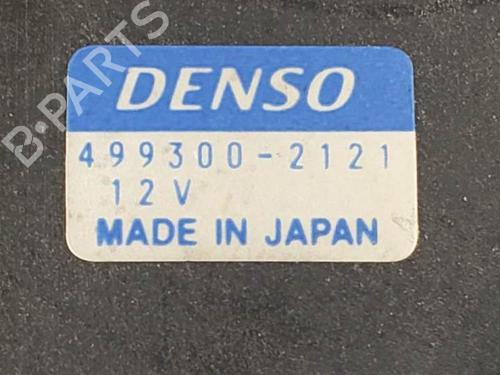 DENSO
499300-2121
12V
MADE IN JAPAN
B-PARTS